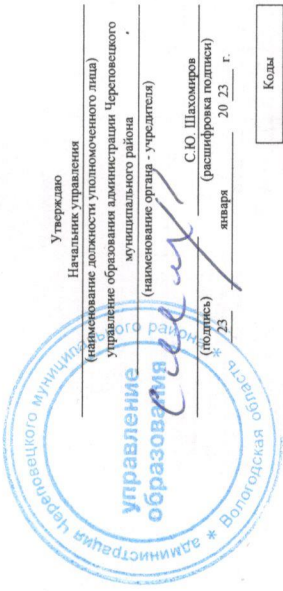 Утверждаю
Начальник управления
(наименование должности уполномоченного лица)
управление образования администрации Череповецкого
муниципального района
(наименование органа - учредителя)
С.Ю. Шахомиров
(подпись) (расшифровка подписи)
23 января 20 23 г.
Коды
администрация Череповецкого муниципального района * Вологодская область *
управление
образования